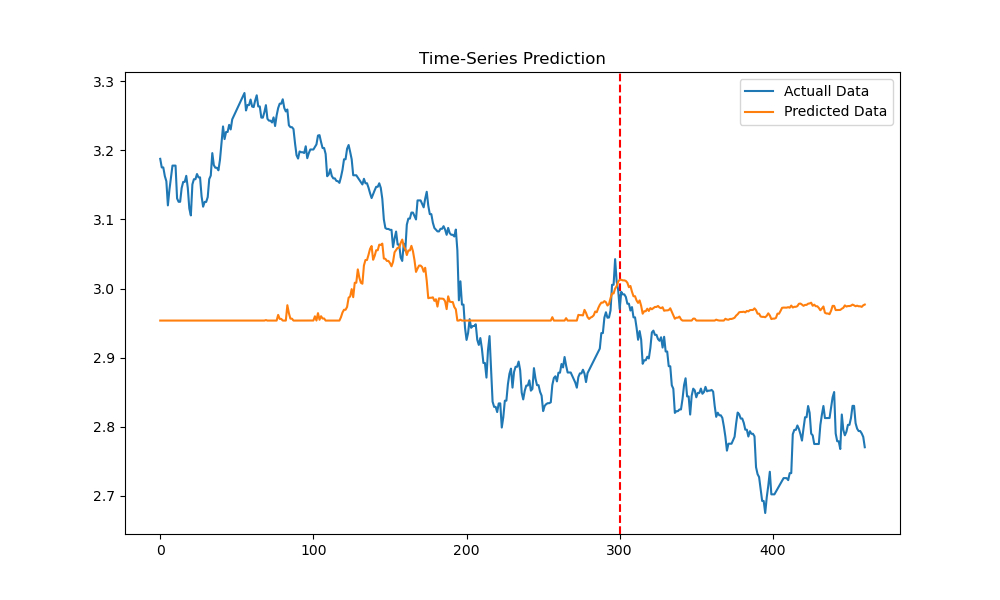 Time-Series Prediction
3.3
3.2
3.1
3.0
2.9
2.8
2.7
0 100 200 300 400
Actuall Data
Predicted Data